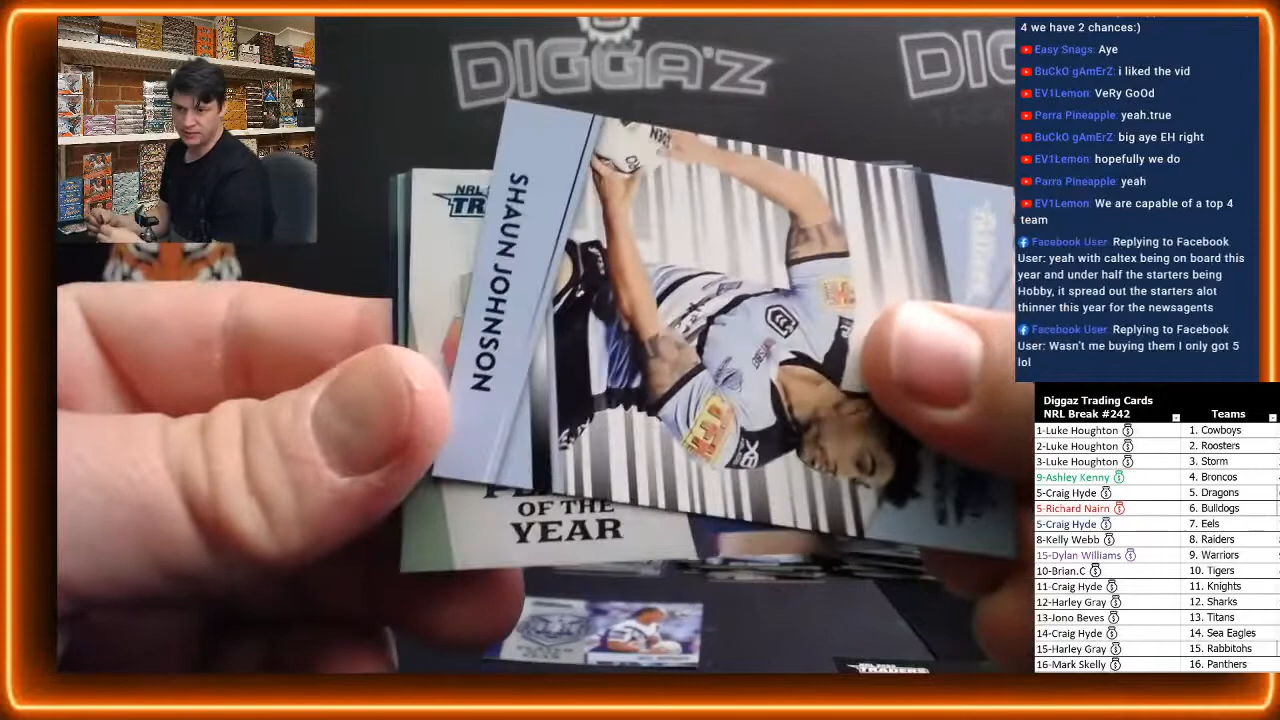 DIGGA'Z
DIG
4 we have 2 chances:)
Easy Snags: Aye
BuCkO gAmErZ: i liked the vid
EV1Lemon: VeRy GoOd
Parra Pineapple: yeah.true
BuCkO gAmErZ: big aye EH right
EV1Lemon: hopefully we do
Parra Pineapple: yeah
EV1Lemon: We are capable of a top 4
team
Facebook User: Replying to Facebook
User: yeah with caltex being on board this
year and under half the starters being
Hobby, it spread out the starters alot
thinner this year for the newsagents
Facebook User: Replying to Facebook
User: Wasn't me buying them I only got 5
lol
NRL
TR
SHAUN JOHNSON
OF THE
YEAR
Diggaz Trading Cards
NRL Break #242 Teams
1-Luke Houghton 1. Cowboys
2-Luke Houghton 2. Roosters
3-Luke Houghton 3. Storm
9-Ashley Kenny 4. Broncos
5-Craig Hyde 5. Dragons
5-Richard Nairn 6. Bulldogs
5-Craig Hyde 7. Eels
8-Kelly Webb 8. Raiders
15-Dylan Williams 9. Warriors
10-Brian.C 10. Tigers
11-Craig Hyde 11. Knights
12-Harley Gray 12. Sharks
13-Jono Beves 13. Titans
14-Craig Hyde 14. Sea Eagles
15-Harley Gray 15. Rabbitohs
16-Mark Skelly 16. Panthers